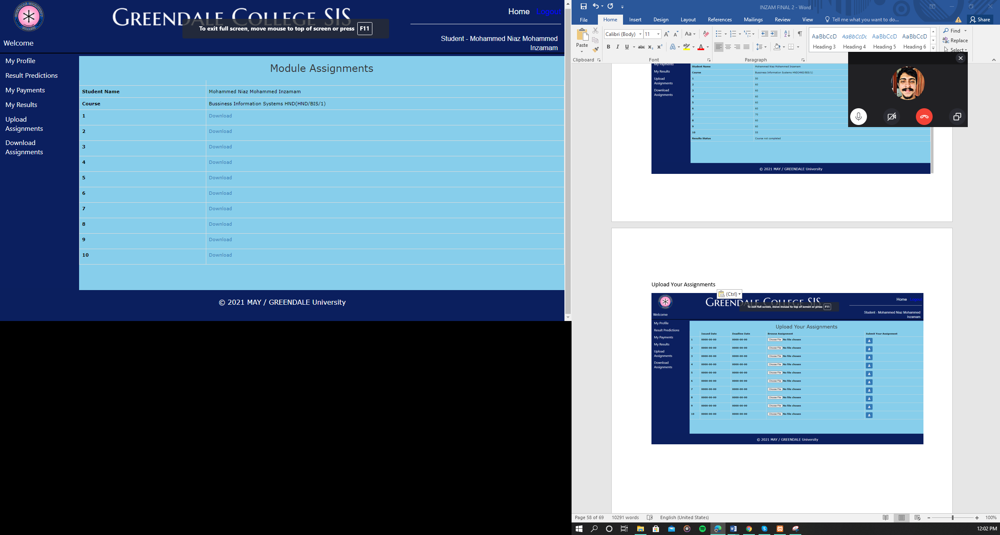 GREENDALE COLLEGE SIS
Home Logout
To exit full screen, move mouse to top of screen or press F11
Welcome
Student - Mohammed Niaz Mohammed
Inzamam
My Profile
Result Predictions
My Payments
My Results
Upload
Assignments
Download
Assignments
Module Assignments
Student Name Mohammed Niaz Mohammed Inzamam
Course Bussiness Information Systems HND(HND/BIS/1)
1 Download
2 Download
3 Download
4 Download
5 Download
6 Download
7 Download
8 Download
9 Download
10 Download
© 2021 MAY / GREENDALE University
INZAM FINAL 2 - Word
File Home Insert Design Layout References Mailings Review View Tell me what you want to do... Share
Paste
Calibri (Body) 11
Aa
B I U abc X₂ X² A A
AaBbCcD AaBbCcDc AaBbCcD AaBbCcD
Heading 3 Heading 4 Heading 5 Heading 6
Find
Replace
Select
Clipboard Font Paragraph
My Payments
My Results
Upload
Assignments
Download
Assignments
Student Name Mohammed Niaz Mohammed Inzamam
Course Bussiness Information Systems HND(HND/BIS/1)
1 50
2 60
3 60
4 60
5 60
6 60
7 70
8 60
9 60
10 55
Results Status Course not completed
© 2021 MAY / GREENDALE University
Upload Your Assignments
(Ctrl)
GREENDALE COLLEGE SIS
Home Logout
To exit full screen, move mouse to top of screen or press F11
Welcome
Student - Mohammed Niaz Mohammed
Inzamam
My Profile
Result Predictions
My Payments
My Results
Upload
Assignments
Download
Assignments
Upload Your Assignments
Issued Date Deadline Date Browse Assignment Submit Your Assignment
1 0000-00-00 0000-00-00 Choose File No file chosen
2 0000-00-00 0000-00-00 Choose File No file chosen
3 0000-00-00 0000-00-00 Choose File No file chosen
4 0000-00-00 0000-00-00 Choose File No file chosen
5 0000-00-00 0000-00-00 Choose File No file chosen
6 0000-00-00 0000-00-00 Choose File No file chosen
7 0000-00-00 0000-00-00 Choose File No file chosen
8 0000-00-00 0000-00-00 Choose File No file chosen
9 0000-00-00 0000-00-00 Choose File No file chosen
10 0000-00-00 0000-00-00 Choose File No file chosen
© 2021 MAY / GREENDALE University
Page 58 of 69 10291 words English (United States) 100%
12:02 PM